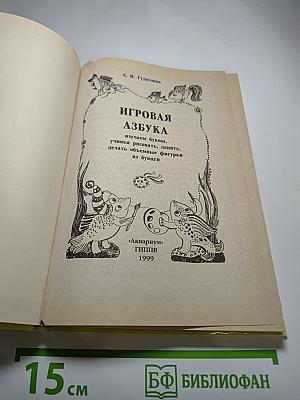 С. И. Гудилина
ИГРОВАЯ
АЗБУКА
изучаем буквы,
учимся рисовать, лепить,
делать объемные фигурки
из бумаги
«Аквариум»
ГИППВ
1999
15 см
БФ БИБЛИОФАН